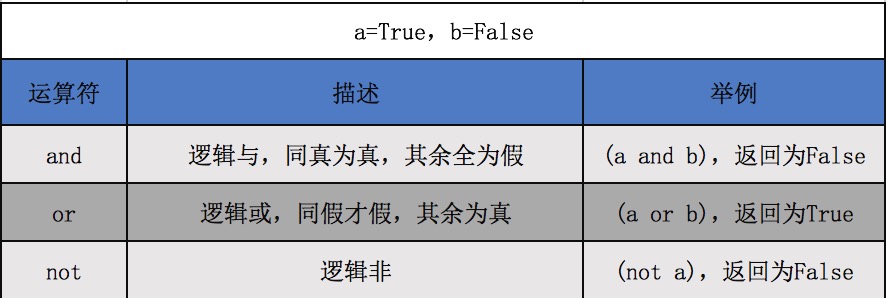 a=True，b=False
运算符 描述 举例
and 逻辑与，同真为真，其余全为假 (a and b)，返回为False
or 逻辑或，同假才假，其余为真 (a or b)，返回为True
not 逻辑非 (not a)，返回为False